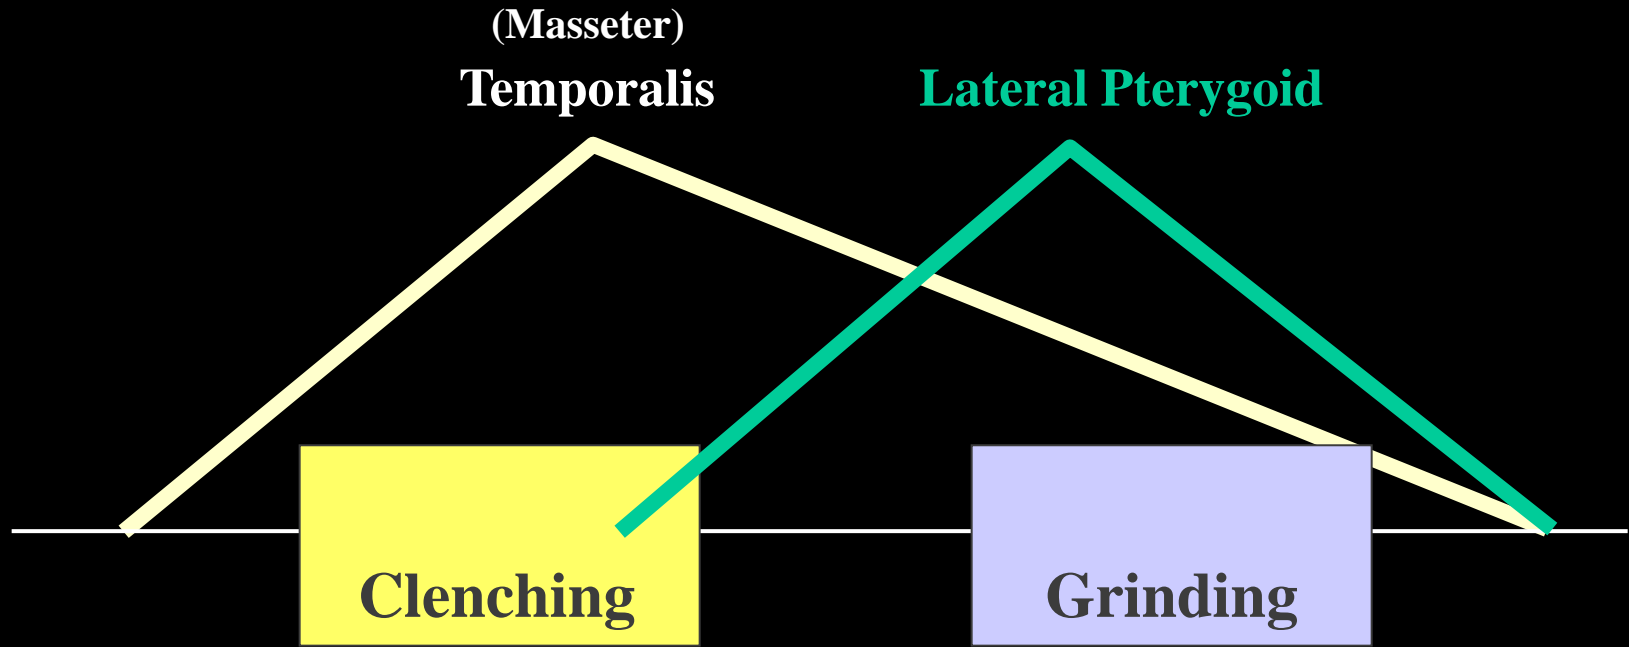 (Masseter)
Temporalis
Lateral Pterygoid
Clenching
Grinding